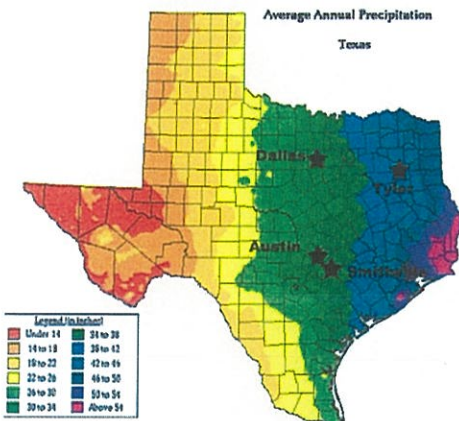 Average Annual Precipitation
Texas
Dallas
Tyler
Austin
Smithville
Legend (in inches)
Under 14
14 to 18
18 to 22
22 to 26
26 to 30
30 to 34
34 to 38
38 to 42
42 to 46
46 to 50
50 to 54
Above 54